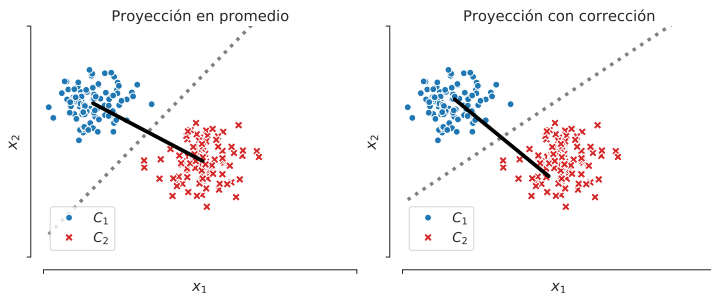 Proyección en promedio
x₂
C₁
C₂
x₁
Proyección con corrección
x₂
C₁
C₂
x₁